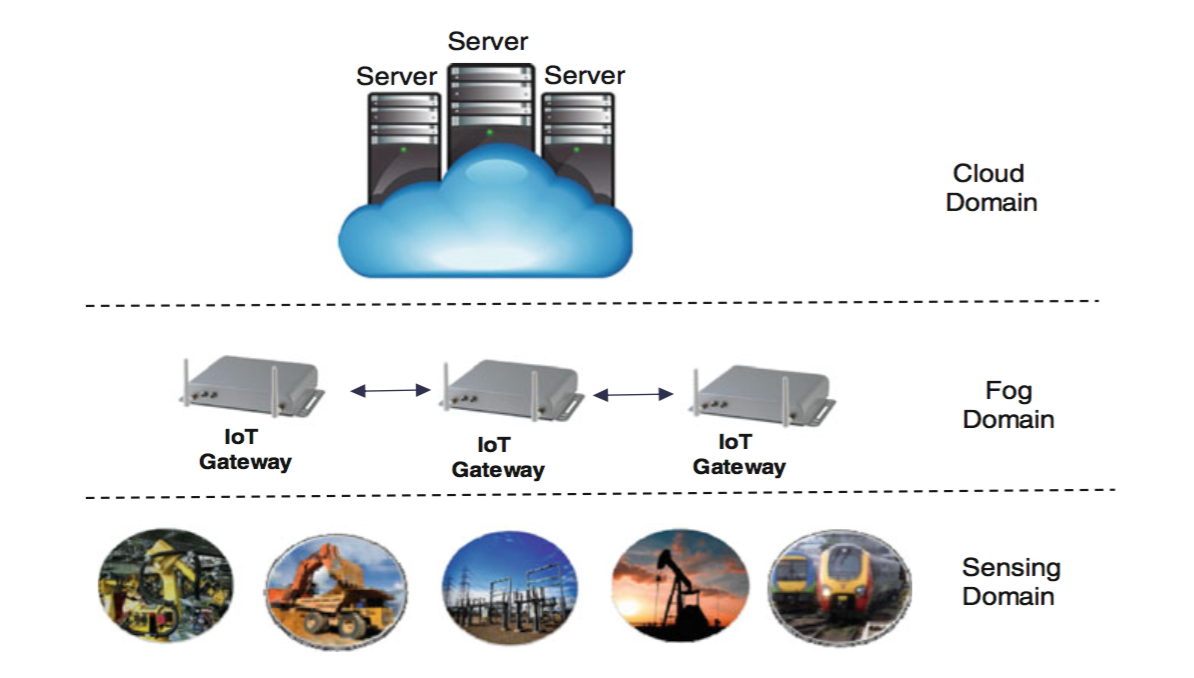 Server
Server
Server
Cloud
Domain
Fog
Domain
IoT
Gateway
IoT
Gateway
IoT
Gateway
Sensing
Domain